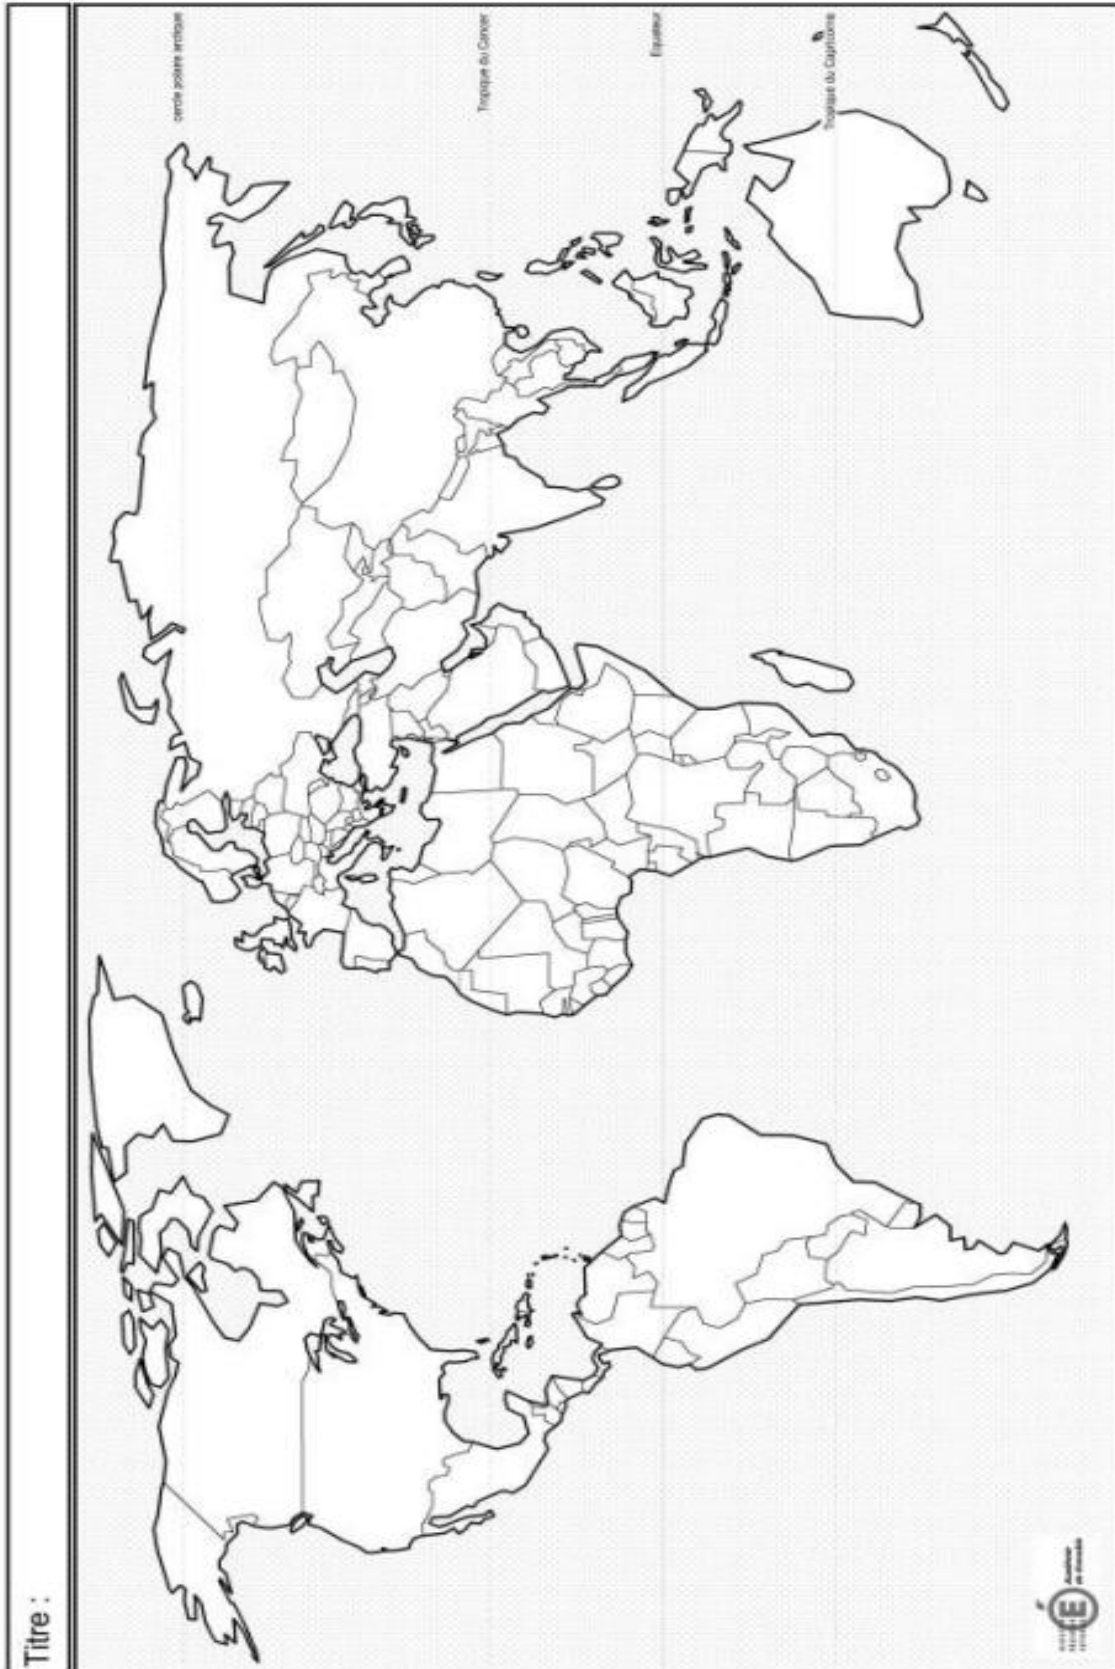 Titre :
cercle polaire arctique
Tropique du Cancer
Equateur
Tropique du Capricorne